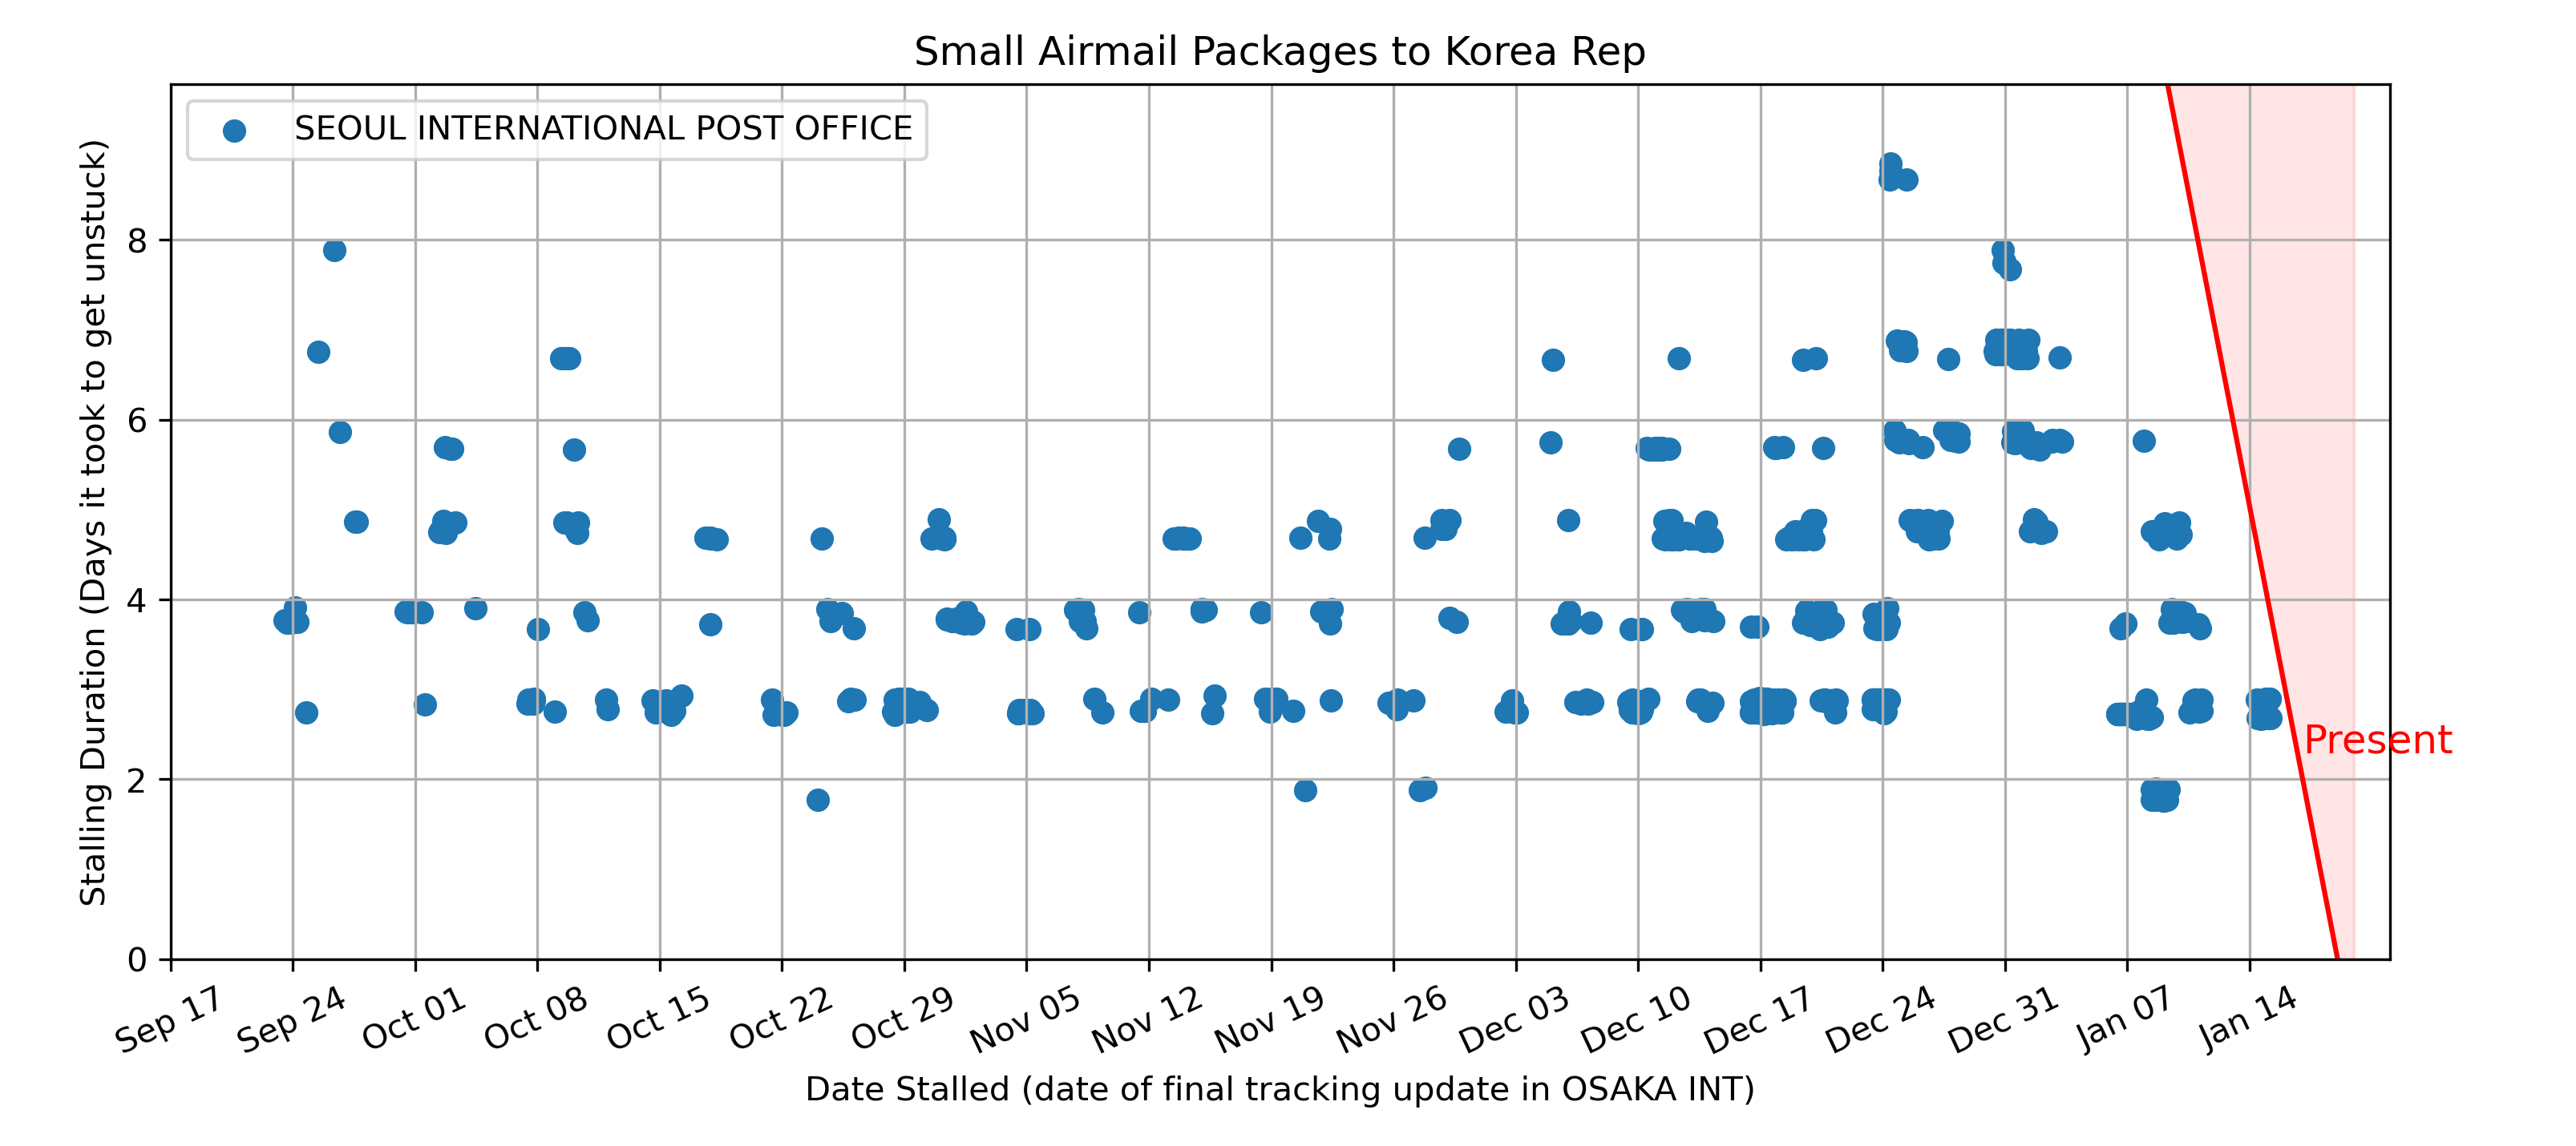 Small Airmail Packages to Korea Rep
SEOUL INTERNATIONAL POST OFFICE
Stalling Duration (Days it took to get unstuck)
8
6
4
2
0
Present
Sep 17
Sep 24
Oct 01
Oct 08
Oct 15
Oct 22
Oct 29
Nov 05
Nov 12
Nov 19
Nov 26
Dec 03
Dec 10
Dec 17
Dec 24
Dec 31
Jan 07
Jan 14
Date Stalled (date of final tracking update in OSAKA INT)